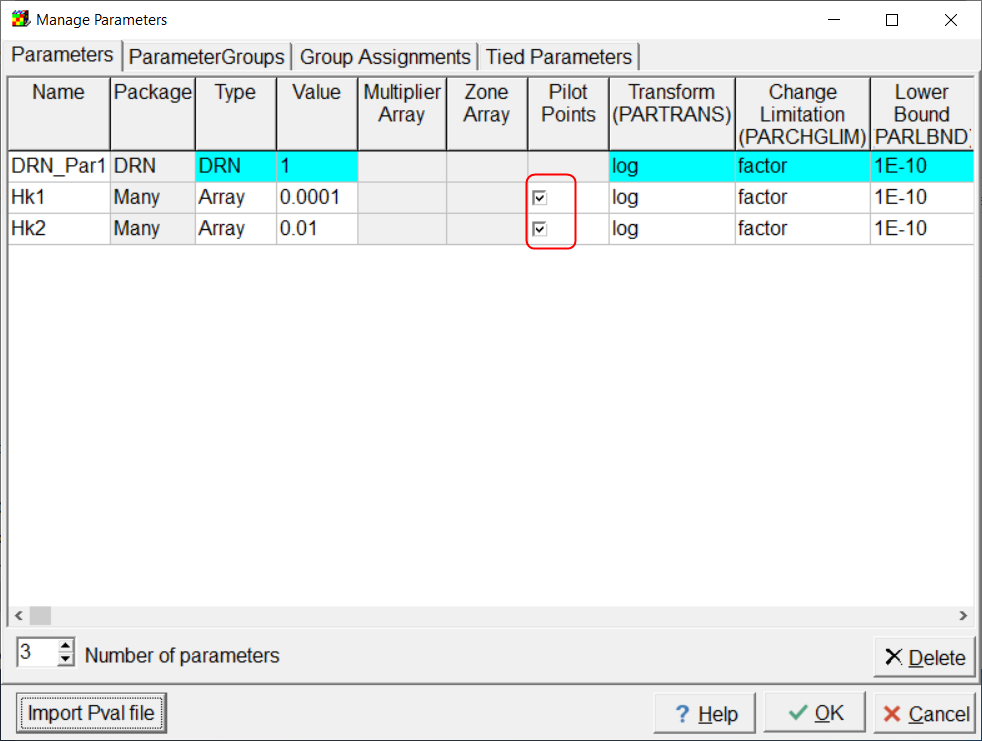 Manage Parameters
Parameters ParameterGroups Group Assignments Tied Parameters
Name Package Type Value Multiplier Array Zone Array Pilot Points Transform (PARTRANS) Change Limitation (PARCHGLIM) Lower Bound PARLBND)
DRN_Par1 DRN DRN 1 log factor 1E-10
Hk1 Many Array 0.0001 log factor 1E-10
Hk2 Many Array 0.01 log factor 1E-10
3 Number of parameters Delete
Import Pval file ? Help OK Cancel